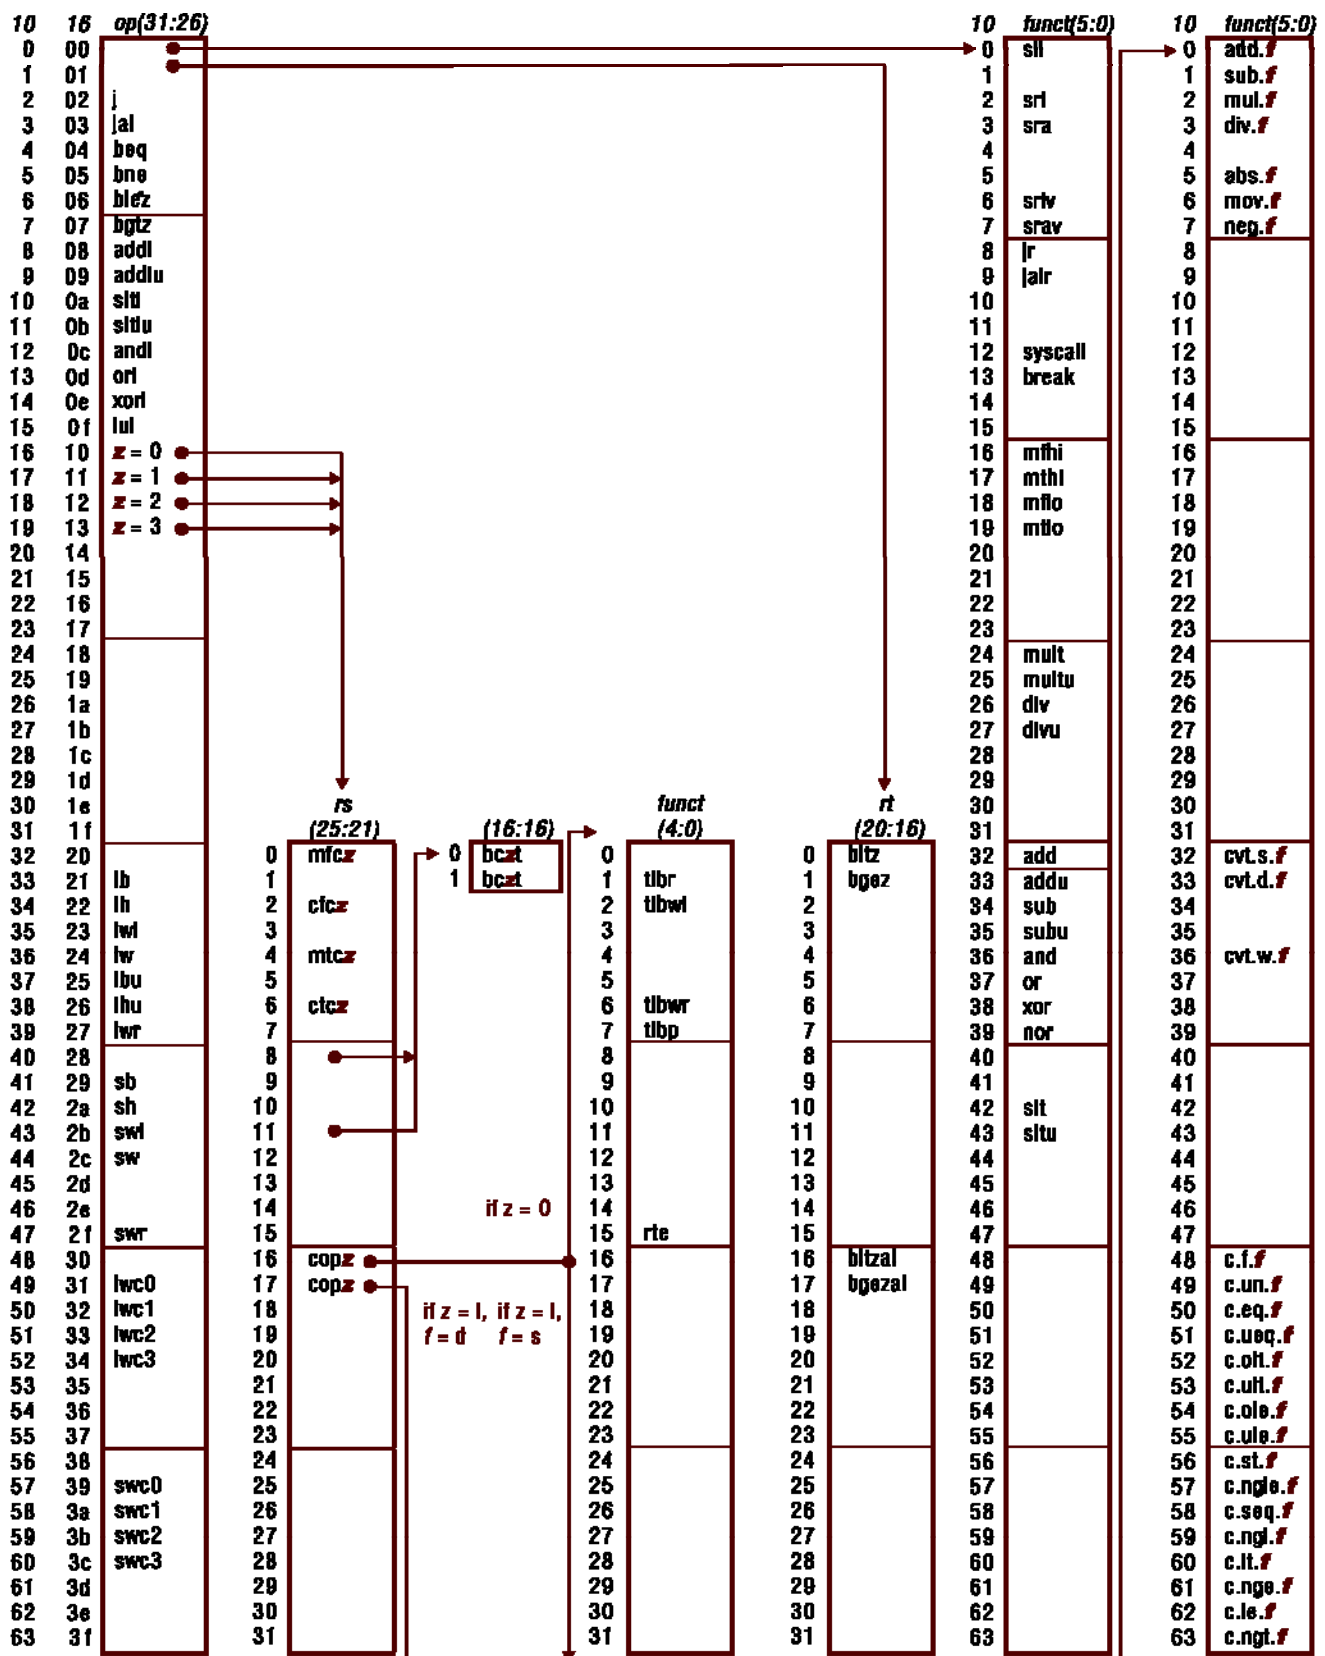 10 16 op(31:26) 10 funct(5:0) 10 funct(5:0)
0 00 0 sll 0 add.f
1 01 1 1 sub.f
2 02 j 2 srl 2 mul.f
3 03 jal 3 sra 3 div.f
4 04 beq 4 4
5 05 bne 5 5 abs.f
6 06 blez 6 srlv 6 mov.f
7 07 bgtz 7 srav 7 neg.f
8 08 addi 8 jr 8
9 09 addiu 9 jalr 9
10 0a slti 10 10
11 0b sltiu 11 11
12 0c andi 12 syscall 12
13 0d ori 13 break 13
14 0e xori 14 14
15 0f lui 15 15
16 10 z = 0 16 mfhi 16
17 11 z = 1 17 mthi 17
18 12 z = 2 18 mflo 18
19 13 z = 3 19 mtlo 19
20 14 20 20
21 15 21 21
22 16 22 22
23 17 23 23
24 18 24 mult 24
25 19 25 multu 25
26 1a 26 div 26
27 1b 27 divu 27
28 1c 28 28
29 1d 29 29
30 1e rs funct rt 30 30
31 1f (25:21) (16:16) (4:0) (20:16) 31 31
32 20 0 mfcz 0 bczt 0 0 bltz 32 add 32 cvt.s.f
33 21 lb 1 1 bczt 1 tlbr 1 bgez 33 addu 33 cvt.d.f
34 22 lh 2 cfcz 2 tlbwi 2 34 sub 34
35 23 lwl 3 3 3 35 subu 35
36 24 lw 4 mtcz 4 4 36 and 36 cvt.w.f
37 25 lbu 5 5 5 37 or 37
38 26 lhu 6 ctcz 6 tlbwr 6 38 xor 38
39 27 lwr 7 7 tlbp 7 39 nor 39
40 28 8 8 8 40 40
41 29 sb 9 9 9 41 41
42 2a sh 10 10 10 42 slt 42
43 2b swl 11 11 11 43 sltu 43
44 2c sw 12 12 12 44 44
45 2d 13 13 13 45 45
46 2e 14 if z = 0 14 14 46 46
47 2f swr 15 15 rte 15 47 47
48 30 16 copz 16 16 bltzal 48 48 c.f.f
49 31 lwc0 17 copz 17 17 bgezal 49 49 c.un.f
50 32 lwc1 18 if z = l, if z = l, 18 18 50 50 c.eq.f
51 33 lwc2 19 f = d f = s 19 19 51 51 c.ueq.f
52 34 lwc3 20 20 20 52 52 c.olt.f
53 35 21 21 21 53 53 c.ult.f
54 36 22 22 22 54 54 c.ole.f
55 37 23 23 23 55 55 c.ule.f
56 38 24 24 24 56 56 c.st.f
57 39 swc0 25 25 25 57 57 c.ngle.f
58 3a swc1 26 26 26 58 58 c.seq.f
59 3b swc2 27 27 27 59 59 c.ngl.f
60 3c swc3 28 28 28 60 60 c.lt.f
61 3d 29 29 29 61 61 c.nge.f
62 3e 30 30 30 62 62 c.le.f
63 3f 31 31 31 63 63 c.ngt.f